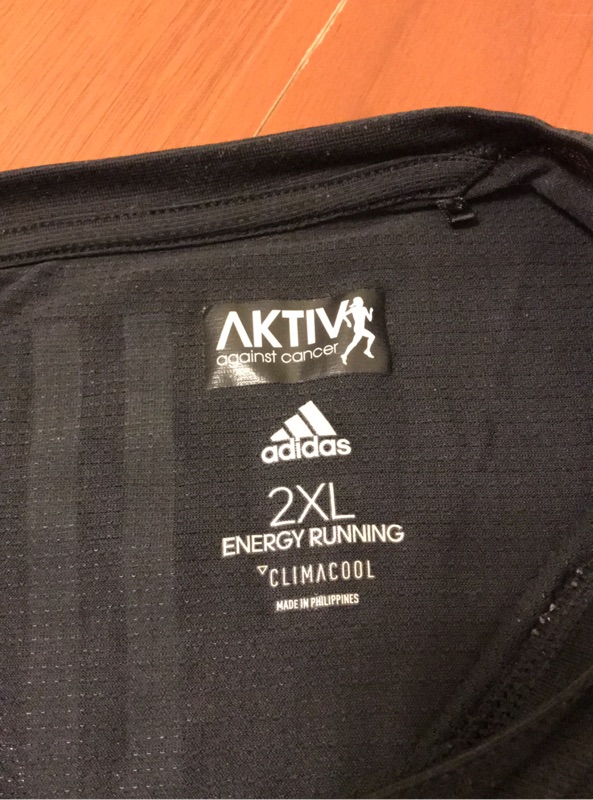 AKTIV
against cancer
adidas
2XL
ENERGY RUNNING
CLIMACOOL
MADE IN PHILIPPINES